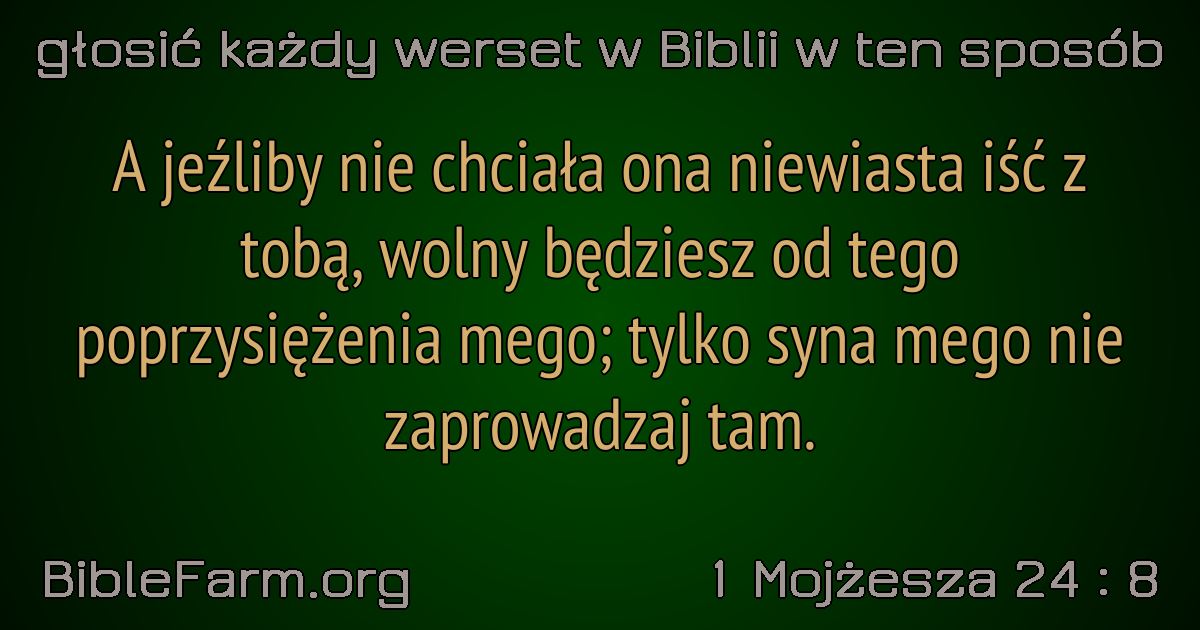 głosić każdy werset w Biblii w ten sposób
A jeźliby nie chciała ona niewiasta iść z
tobą, wolny będziesz od tego
poprzysiężenia mego; tylko syna mego nie
zaprowadzaj tam.
BibleFarm.org
1 Mojżesza 24 : 8